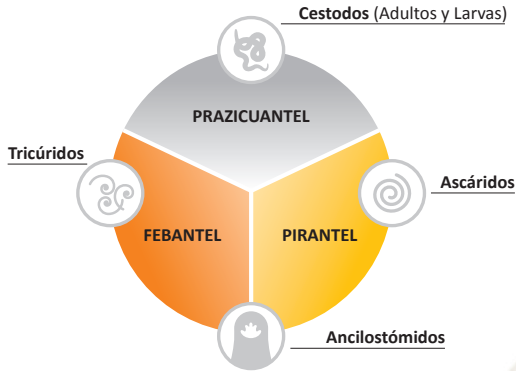 Cestodos (Adultos y Larvas)
PRAZICUANTEL
Tricúridos
Ascáridos
FEBANTEL
PIRANTEL
Ancilostómidos